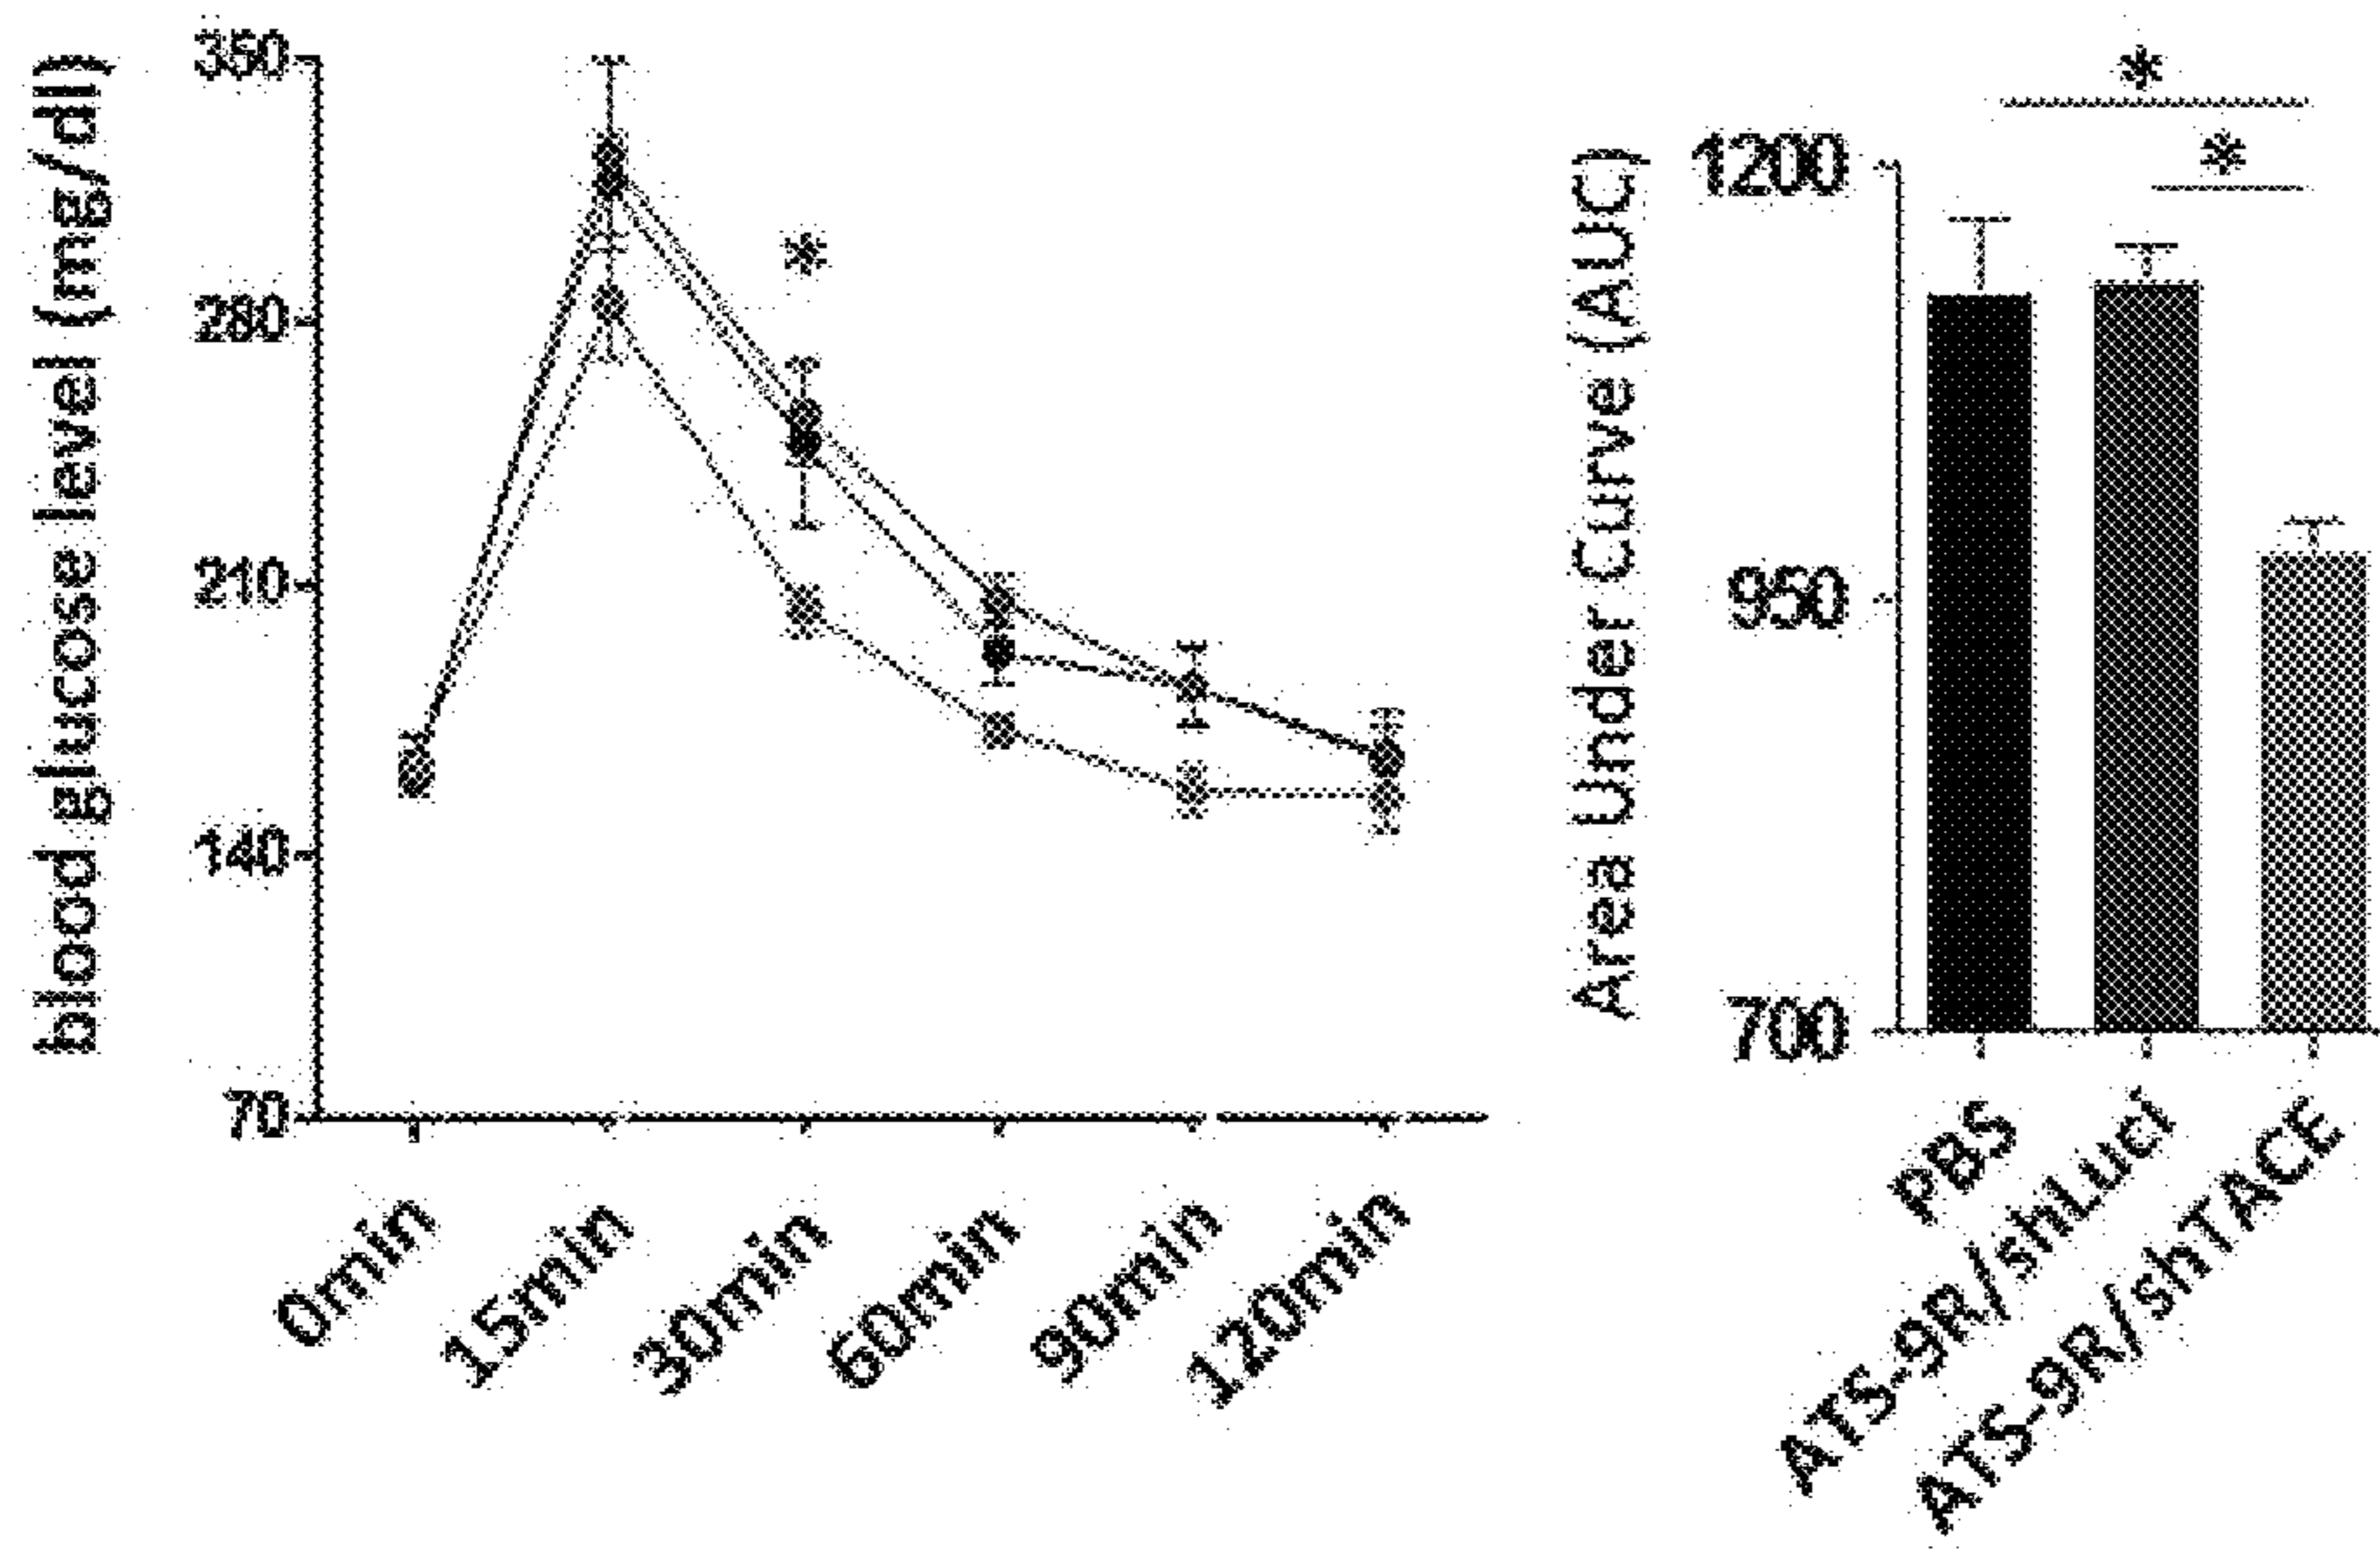 blood glucose level (mg/dl)
350
280
210
140
70
0min
15min
30min
60min
90min
120min
*
Area Under Curve (AUC)
1200
950
700
*
*
PBS
ATS-9R/shLuci
ATS-9R/shTACE